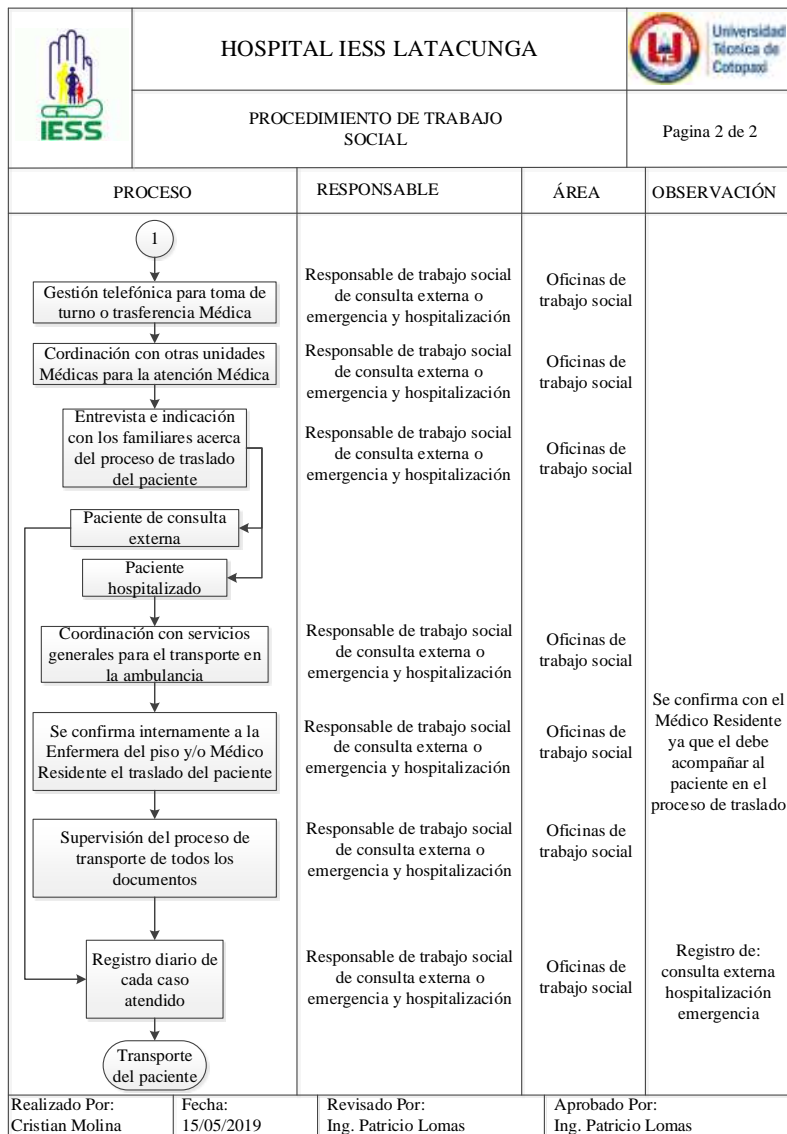 IESS
HOSPITAL IESS LATACUNGA
Universidad
Técnica de
Cotopaxi
PROCEDIMIENTO DE TRABAJO
SOCIAL
Pagina 2 de 2
PROCESO
RESPONSABLE
ÁREA
OBSERVACIÓN
1
Gestión telefónica para toma de
turno o trasferencia Médica
Responsable de trabajo social
de consulta externa o
emergencia y hospitalización
Oficinas de
trabajo social
Cordinación con otras unidades
Médicas para la atención Médica
Responsable de trabajo social
de consulta externa o
emergencia y hospitalización
Oficinas de
trabajo social
Entrevista e indicación
con los familiares acerca
del proceso de traslado
del paciente
Responsable de trabajo social
de consulta externa o
emergencia y hospitalización
Oficinas de
trabajo social
Paciente de consulta
externa
Paciente
hospitalizado
Coordinación con servicios
generales para el transporte en
la ambulancia
Responsable de trabajo social
de consulta externa o
emergencia y hospitalización
Oficinas de
trabajo social
Se confirma internamente a la
Enfermera del piso y/o Médico
Residente el traslado del paciente
Responsable de trabajo social
de consulta externa o
emergencia y hospitalización
Oficinas de
trabajo social
Se confirma con el
Médico Residente
ya que el debe
acompañar al
paciente en el
proceso de traslado
Supervisión del proceso de
transporte de todos los
documentos
Responsable de trabajo social
de consulta externa o
emergencia y hospitalización
Oficinas de
trabajo social
Registro diario de
cada caso
atendido
Responsable de trabajo social
de consulta externa o
emergencia y hospitalización
Oficinas de
trabajo social
Registro de:
consulta externa
hospitalización
emergencia
Transporte
del paciente
Realizado Por:
Cristian Molina
Fecha:
15/05/2019
Revisado Por:
Ing. Patricio Lomas
Aprobado Por:
Ing. Patricio Lomas